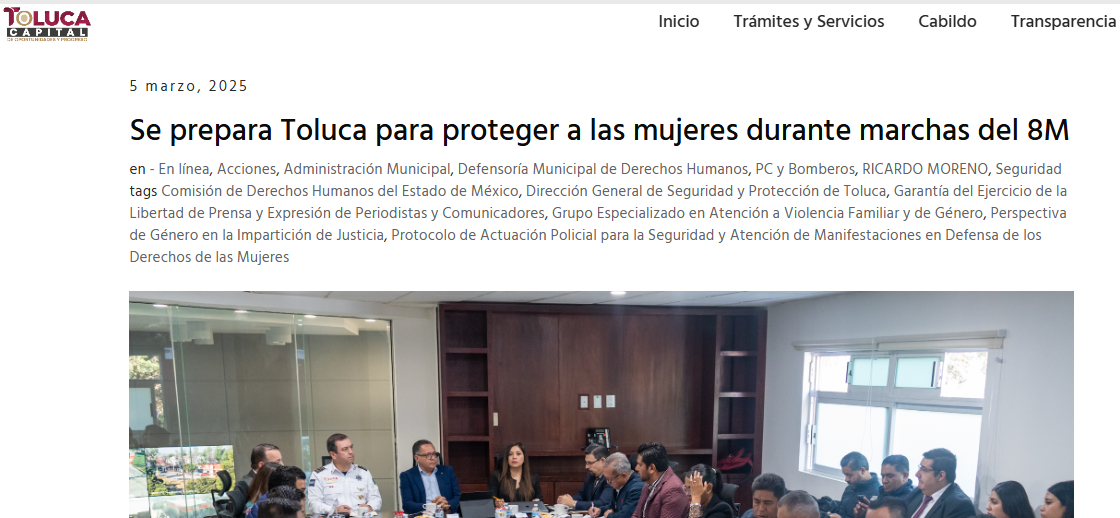 TOLUCA
CAPITAL
DE OPORTUNIDADES Y PROGRESO
Inicio Trámites y Servicios Cabildo Transparencia
5 marzo, 2025
Se prepara Toluca para proteger a las mujeres durante marchas del 8M
en - En línea, Acciones, Administración Municipal, Defensoría Municipal de Derechos Humanos, PC y Bomberos, RICARDO MORENO, Seguridad
tags Comisión de Derechos Humanos del Estado de México, Dirección General de Seguridad y Protección de Toluca, Garantía del Ejercicio de la
Libertad de Prensa y Expresión de Periodistas y Comunicadores, Grupo Especializado en Atención a Violencia Familiar y de Género, Perspectiva
de Género en la Impartición de Justicia, Protocolo de Actuación Policial para la Seguridad y Atención de Manifestaciones en Defensa de los
Derechos de las Mujeres